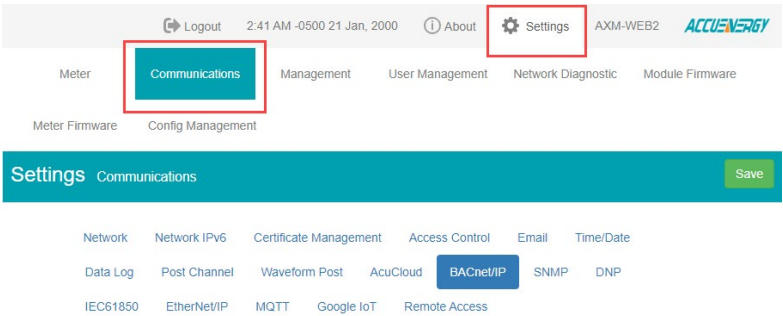 Logout 2:41 AM -0500 21 Jan, 2000 About Settings AXM-WEB2 ACCUENERGY
Meter Communications Management User Management Network Diagnostic Module Firmware
Meter Firmware Config Management
Settings Communications Save
Network Network IPv6 Certificate Management Access Control Email Time/Date
Data Log Post Channel Waveform Post AcuCloud BACnet/IP SNMP DNP
IEC61850 EtherNet/IP MQTT Google IoT Remote Access